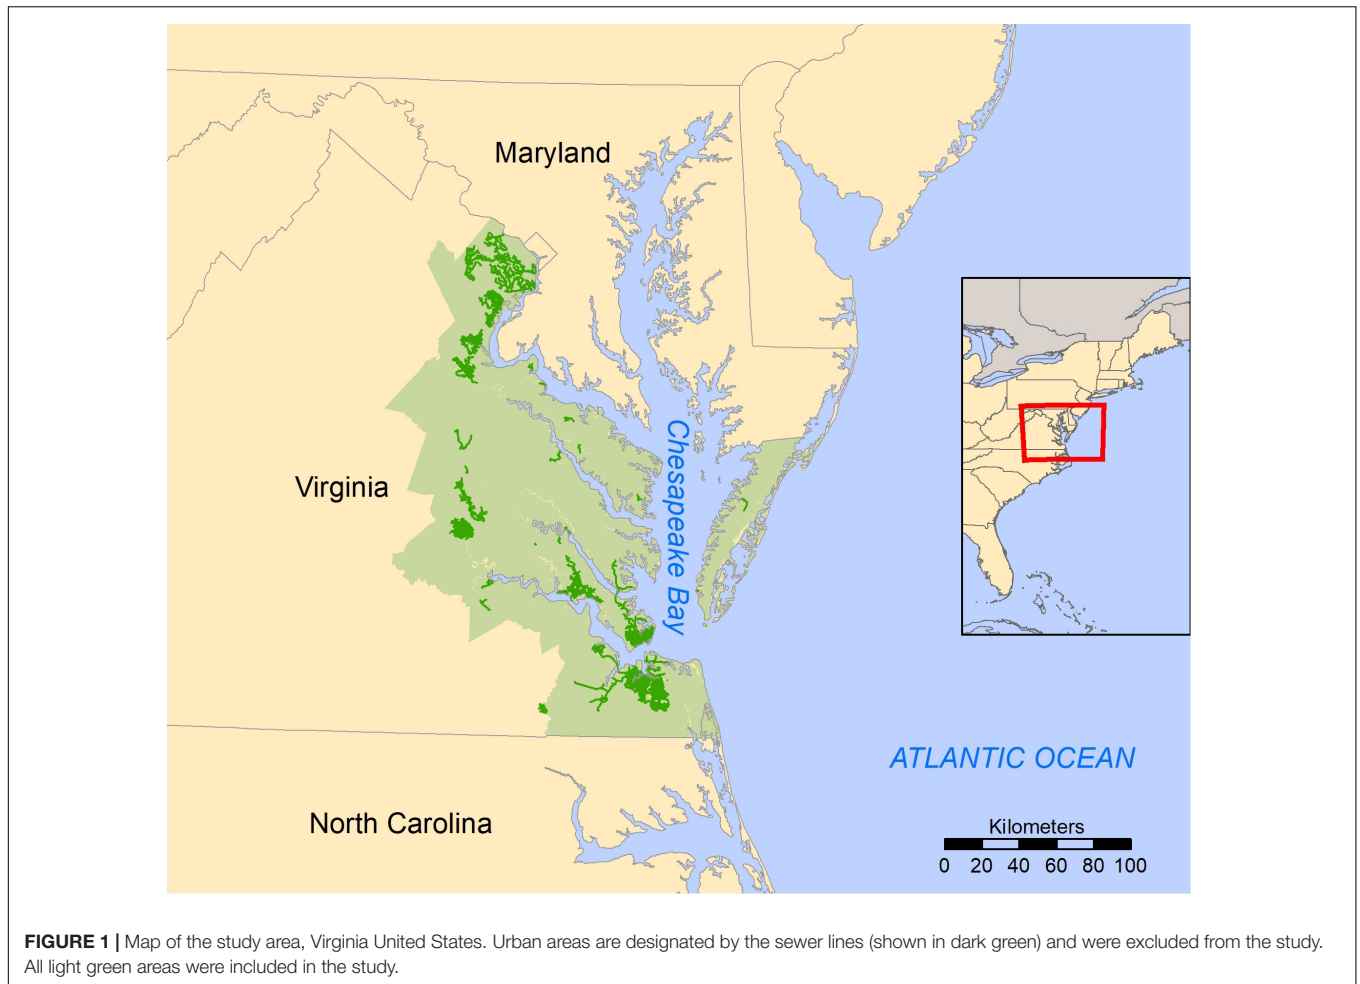 Maryland
Virginia
Chesapeake Bay
ATLANTIC OCEAN
North Carolina
Kilometers
0 20 40 60 80 100
FIGURE 1 | Map of the study area, Virginia United States. Urban areas are designated by the sewer lines (shown in dark green) and were excluded from the study.
All light green areas were included in the study.